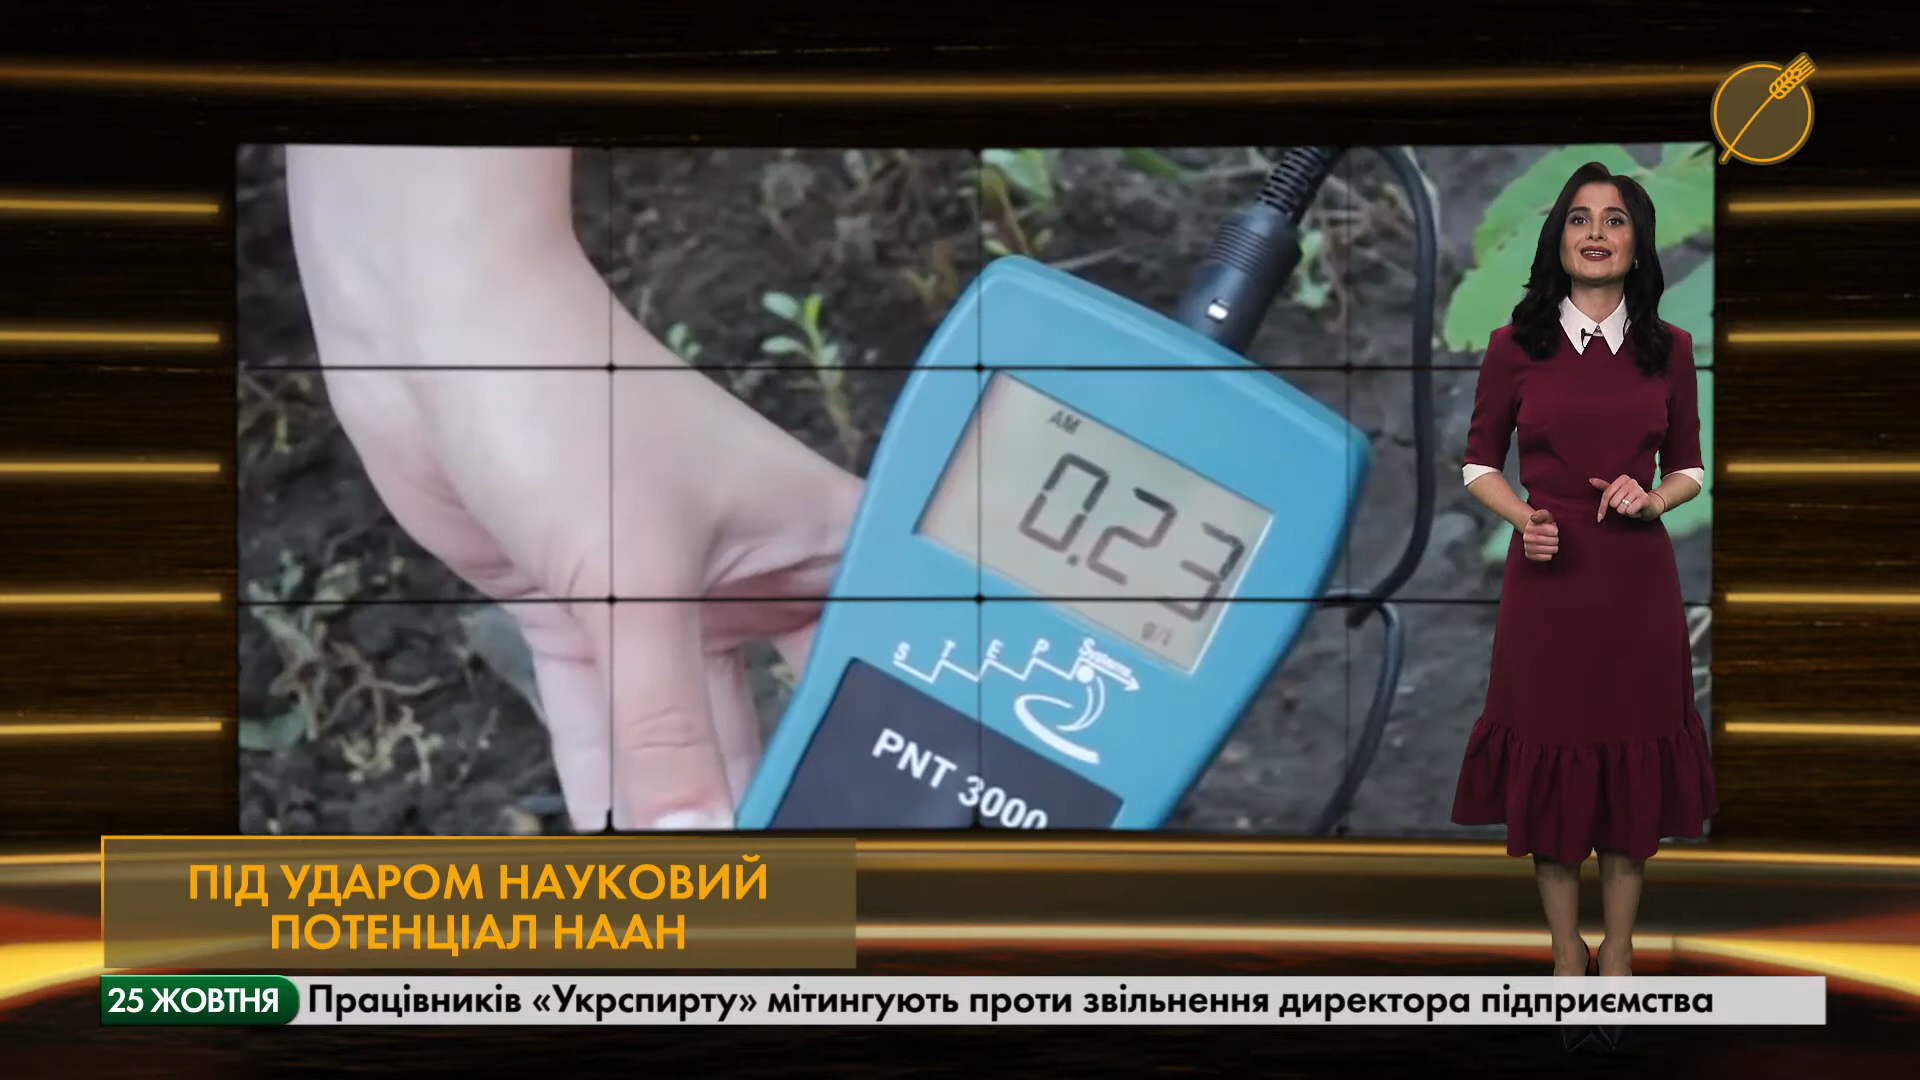 AM
0.23
g/l
S T E P Systems
PNT 3000
ПІД УДАРОМ НАУКОВИЙ
ПОТЕНЦІАЛ НААН
25 ЖОВТНЯ
Працівників «Укрспирту» мітингують проти звільнення директора підприємства